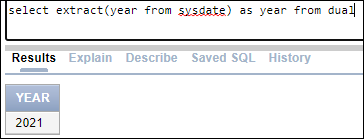 select extract(year from sysdate) as year from dual
Results Explain Describe Saved SQL History
YEAR
2021